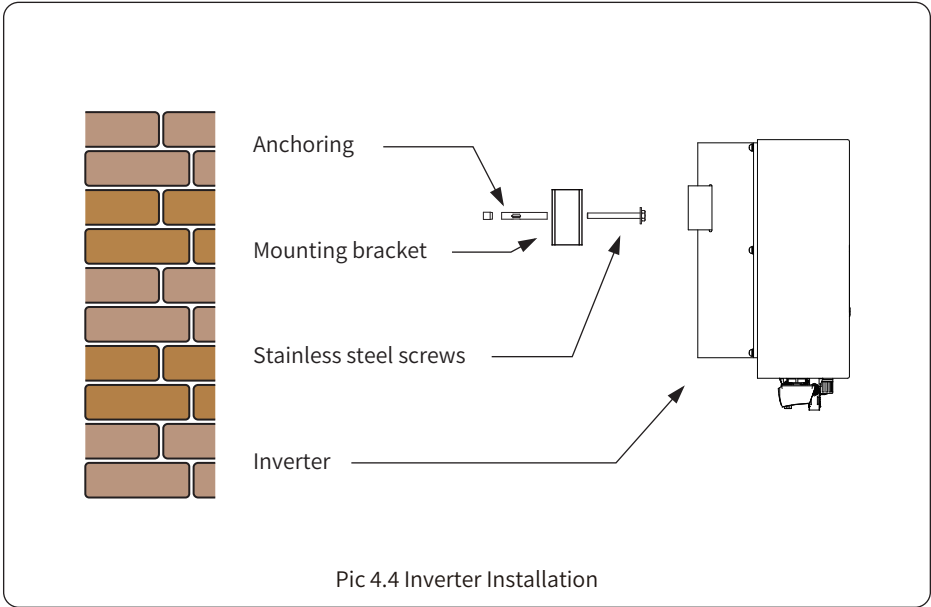 Anchoring
Mounting bracket
Stainless steel screws
Inverter
Pic 4.4 Inverter Installation